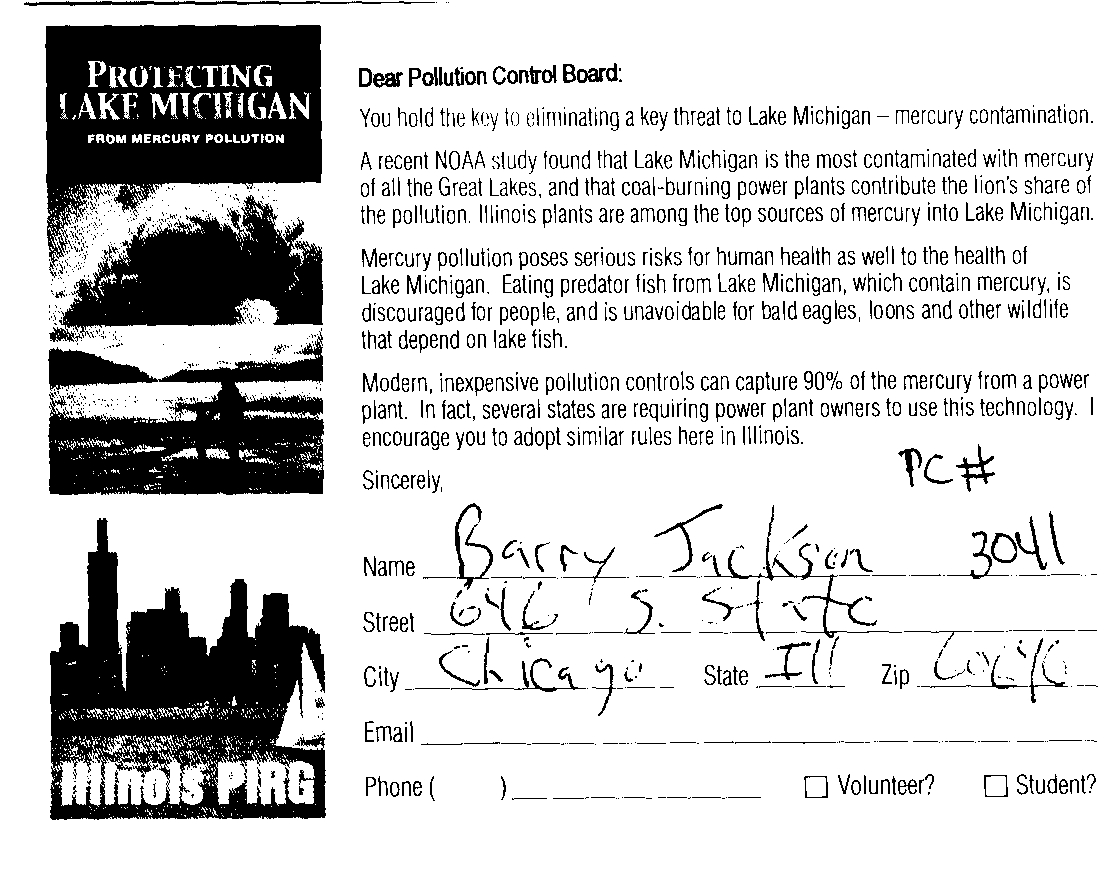 PROTECTING
LAKE MICHIGAN
FROM MERCURY POLLUTION
Dear Pollution Control Board:
You hold the key to eliminating a key threat to Lake Michigan – mercury contamination.
A recent NOAA study found that Lake Michigan is the most contaminated with mercury
of all the Great Lakes, and that coal-burning power plants contribute the lion's share of
the pollution. Illinois plants are among the top sources of mercury into Lake Michigan.
Mercury pollution poses serious risks for human health as well to the health of
Lake Michigan. Eating predator fish from Lake Michigan, which contain mercury, is
discouraged for people, and is unavoidable for bald eagles, loons and other wildlife
that depend on lake fish.
Modern, inexpensive pollution controls can capture 90% of the mercury from a power
plant. In fact, several states are requiring power plant owners to use this technology. I
encourage you to adopt similar rules here in Illinois.
Sincerely,
PC#
3041
Name Barry Jackson
Street 646 S. State
City Chicago State Ill Zip
Email
Phone ( ) Volunteer? Student?
Illinois PIRG